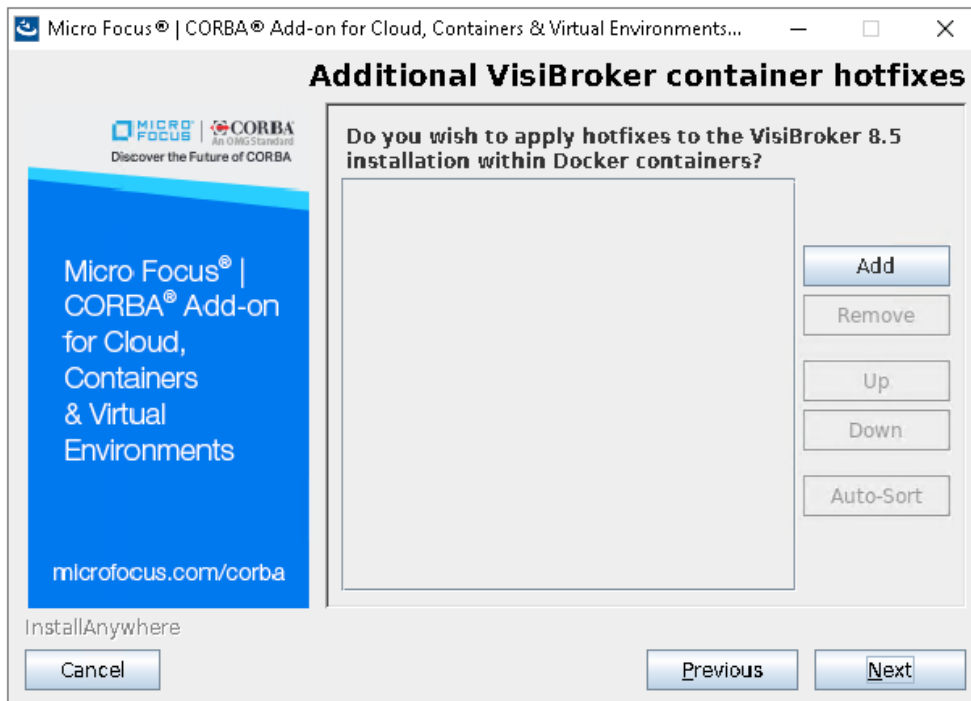 Micro Focus® | CORBA® Add-on for Cloud, Containers & Virtual Environments...
Additional VisiBroker container hotfixes
MICRO FOCUS | CORBA
An OMG Standard
Discover the Future of CORBA
Micro Focus® |
CORBA® Add-on
for Cloud,
Containers
& Virtual
Environments
microfocus.com/corba
Do you wish to apply hotfixes to the VisiBroker 8.5
installation within Docker containers?
Add
Remove
Up
Down
Auto-Sort
InstallAnywhere
Cancel
Previous
Next